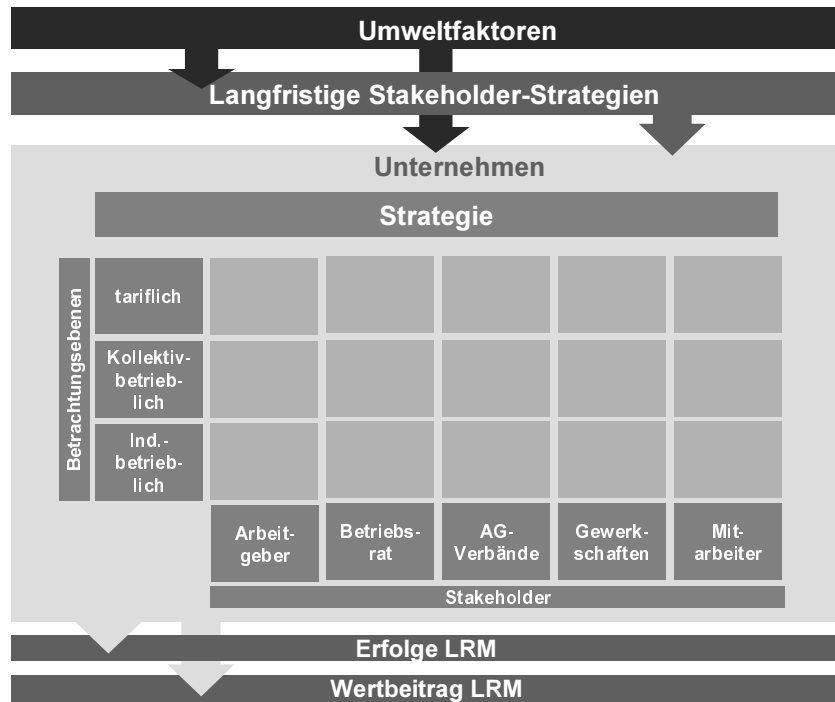 Umweltfaktoren
Langfristige Stakeholder-Strategien
Unternehmen
Strategie
Betrachtungsebenen
tariflich
Kollektiv-
betrieb-
lich
Ind.-
betrieb-
lich
Arbeit-
geber
Betriebs-
rat
AG-
Verbände
Gewerk-
schaften
Mit-
arbeiter
Stakeholder
Erfolge LRM
Wertbeitrag LRM